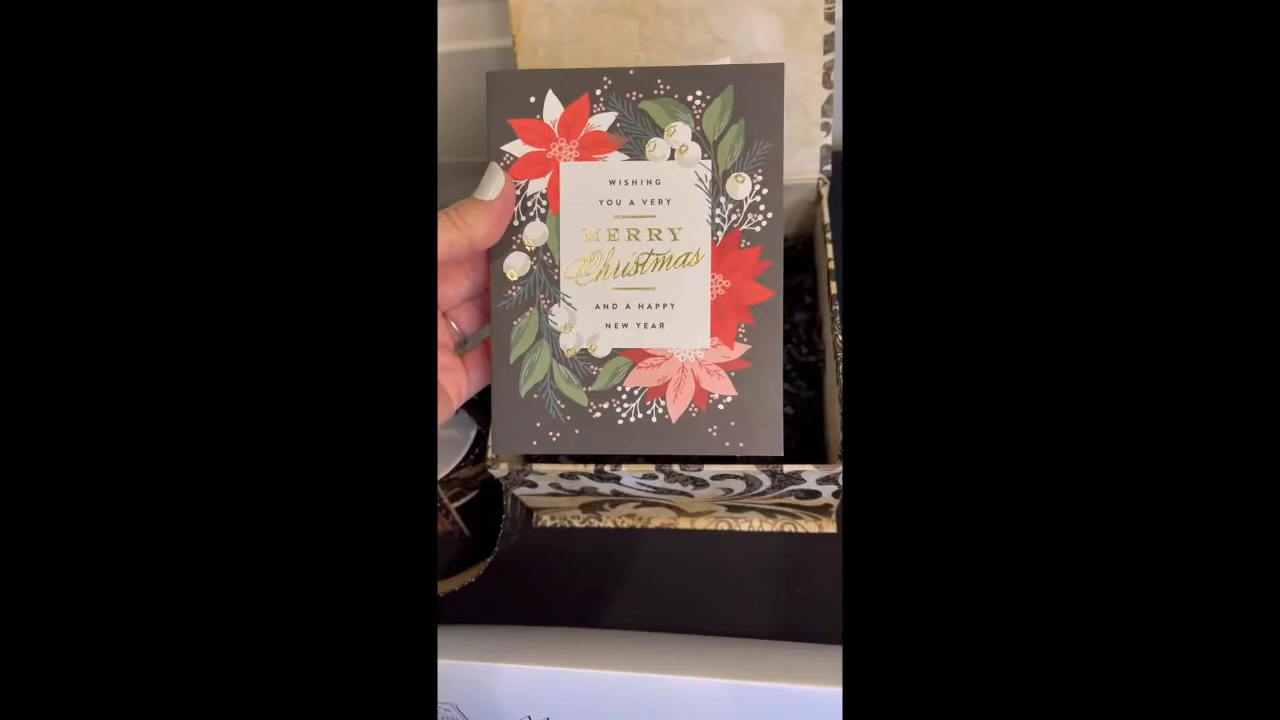 WISHING
YOU A VERY
MERRY
Christmas
AND A HAPPY
NEW YEAR